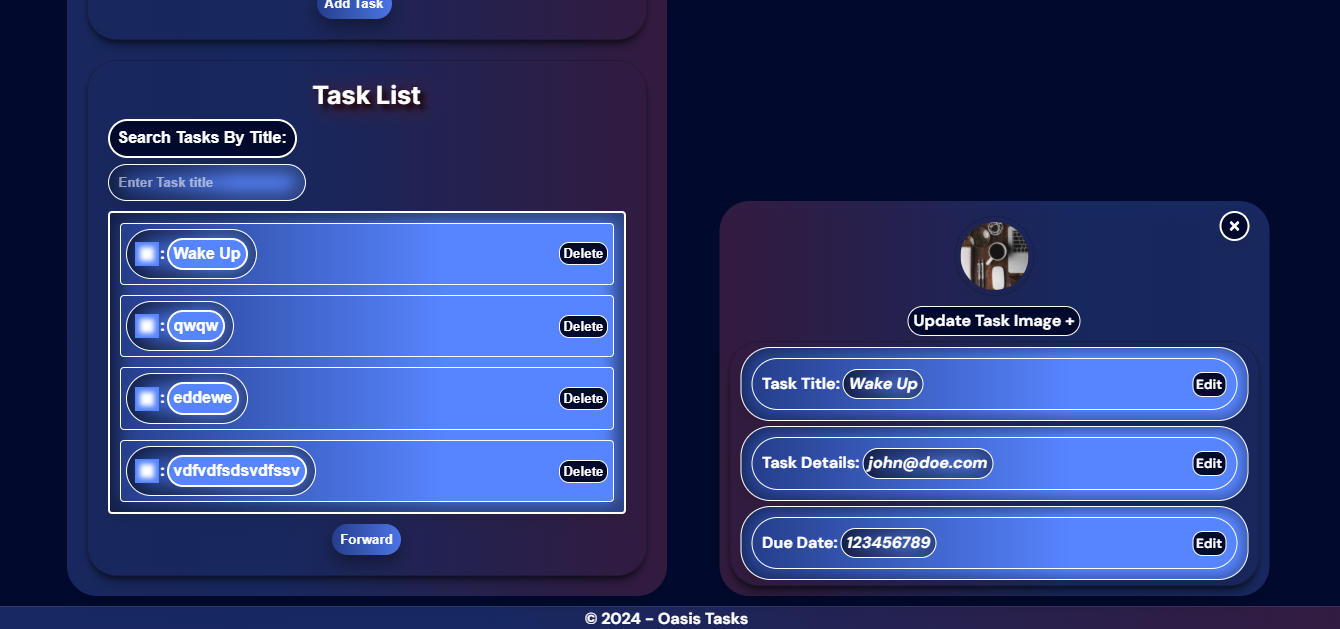 Add Task
Task List
Search Tasks By Title:
Enter Task title
: Wake Up Delete
: qwqw Delete
: eddewe Delete
: vdfvdfsdsvdfssv Delete
Forward
Update Task Image +
Task Title: Wake Up Edit
Task Details: john@doe.com Edit
Due Date: 123456789 Edit
© 2024 – Oasis Tasks